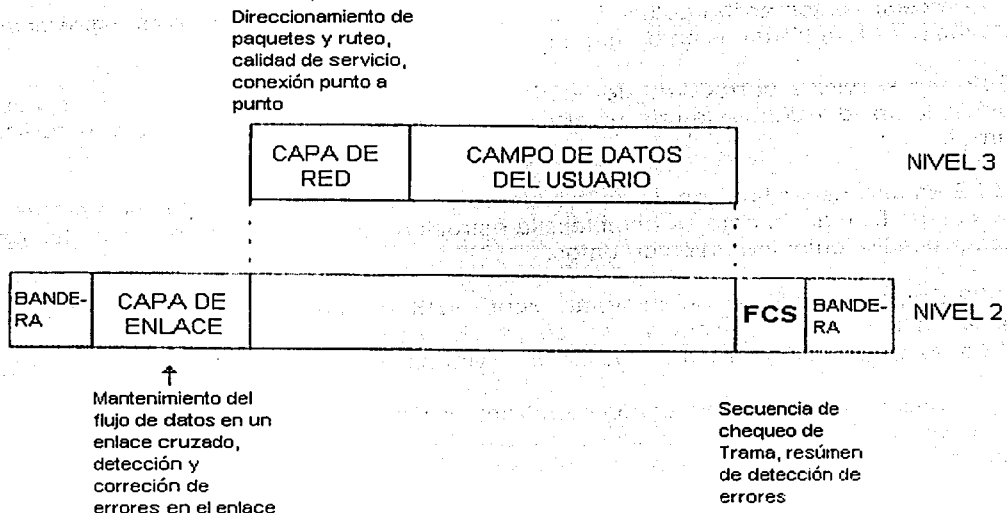 Direccionamiento de
paquetes y ruteo,
calidad de servicio,
conexión punto a
punto
CAPA DE
RED
CAMPO DE DATOS
DEL USUARIO
NIVEL 3
BANDE-
RA
CAPA DE
ENLACE
FCS
BANDE-
RA
NIVEL 2
Mantenimiento del
flujo de datos en un
enlace cruzado,
detección y
correción de
errores en el enlace
Secuencia de
chequeo de
Trama, resúmen
de detección de
errores